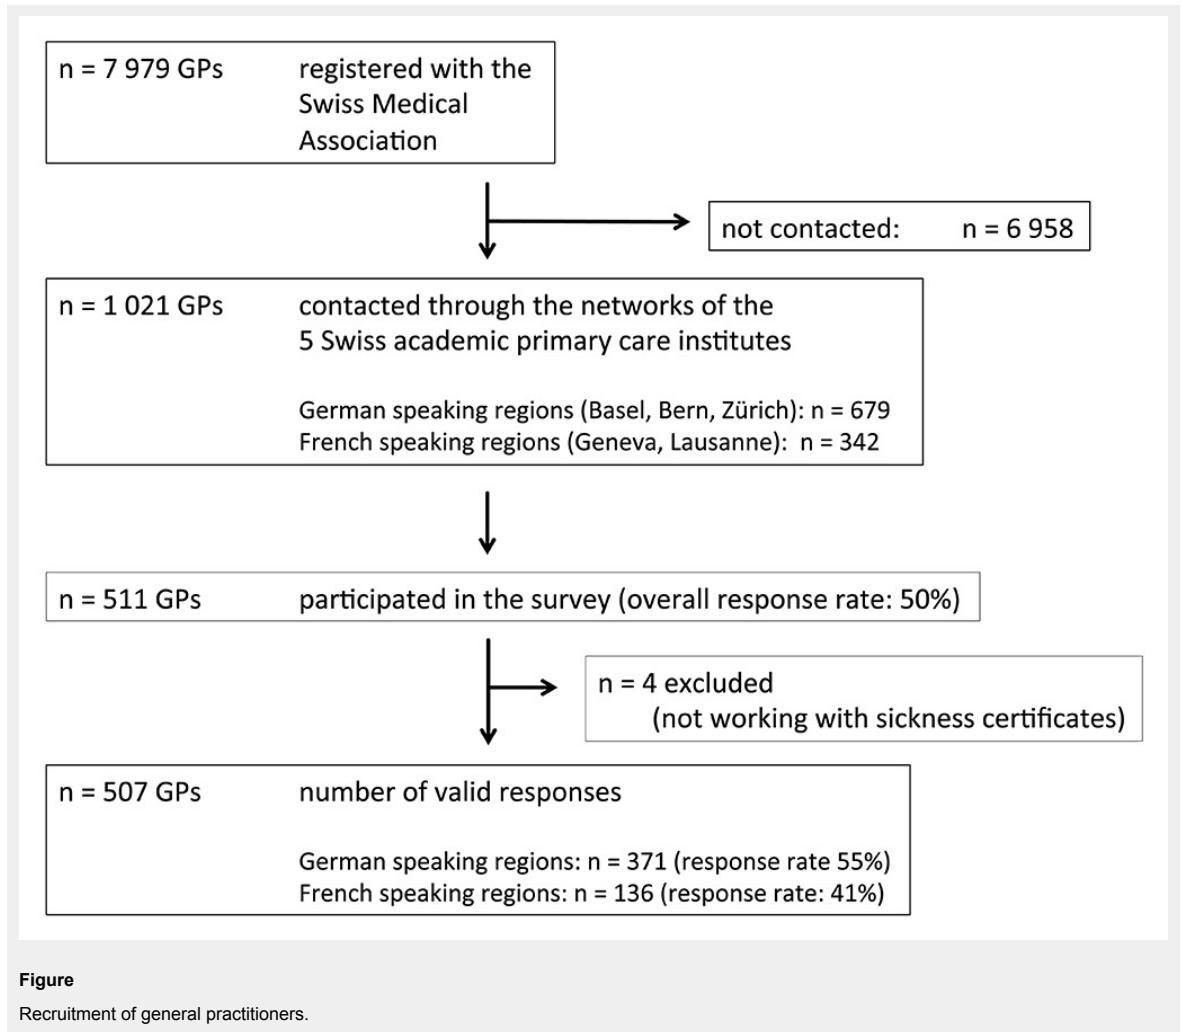 n = 7 979 GPs registered with the
Swiss Medical
Association
not contacted: n = 6 958
n = 1 021 GPs contacted through the networks of the
5 Swiss academic primary care institutes
German speaking regions (Basel, Bern, Zürich): n = 679
French speaking regions (Geneva, Lausanne): n = 342
n = 511 GPs participated in the survey (overall response rate: 50%)
n = 4 excluded
(not working with sickness certificates)
n = 507 GPs number of valid responses
German speaking regions: n = 371 (response rate 55%)
French speaking regions: n = 136 (response rate: 41%)
Figure
Recruitment of general practitioners.